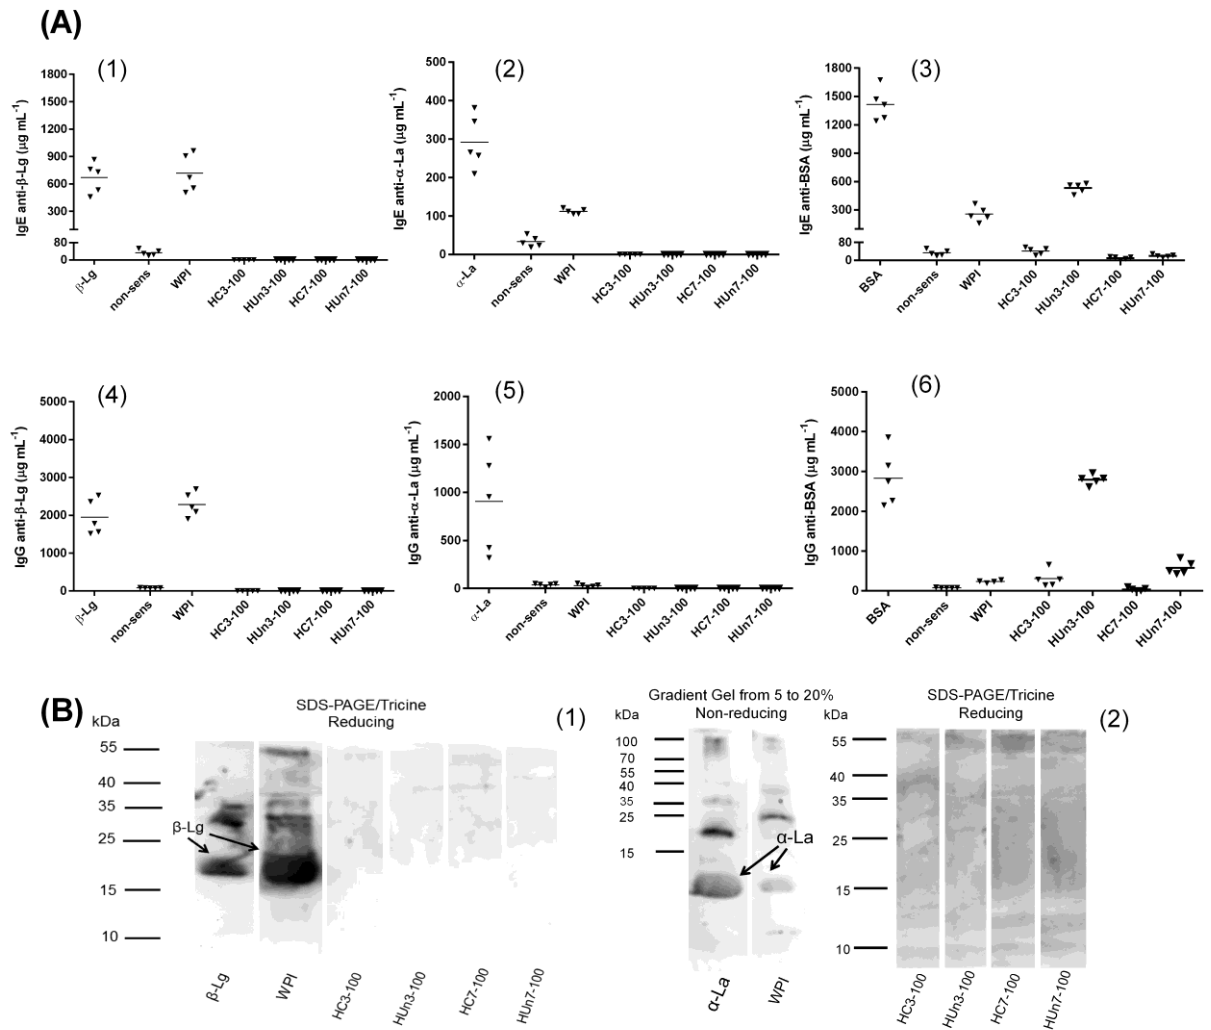 (A)
(1)
IgE anti-β-Lg (µg mL⁻¹)
1800
1500
1200
900
600
300
80
0
β-Lg
non-sens
WPI
HC3-100
HUn3-100
HC7-100
HUn7-100
(2)
IgE anti-α-La (µg mL⁻¹)
500
400
300
200
100
0
α-La
non-sens
WPI
HC3-100
HUn3-100
HC7-100
HUn7-100
(3)
IgE anti-BSA (µg mL⁻¹)
1800
1500
1200
600
300
80
0
BSA
non-sens
WPI
HC3-100
HUn3-100
HC7-100
HUn7-100
(4)
IgG anti-β-Lg (µg mL⁻¹)
5000
4000
3000
2000
1000
0
β-Lg
non-sens
WPI
HC3-100
HUn3-100
HC7-100
HUn7-100
(5)
IgG anti-α-La (µg mL⁻¹)
2000
1500
1000
500
0
α-La
non-sens
WPI
HC3-100
HUn3-100
HC7-100
HUn7-100
(6)
IgG anti-BSA (µg mL⁻¹)
5000
4000
3000
2000
1000
0
BSA
non-sens
WPI
HC3-100
HUn3-100
HC7-100
HUn7-100
(B)
SDS-PAGE/Tricine
Reducing
(1)
kDa
55
40
35
25
15
10
β-Lg
β-Lg
WPI
HC3-100
HUn3-100
HC7-100
HUn7-100
Gradient Gel from 5 to 20%
Non-reducing
kDa
100
70
55
40
35
25
15
α-La
α-La
WPI
SDS-PAGE/Tricine
Reducing
(2)
kDa
55
40
35
25
15
10
HC3-100
HUn3-100
HC7-100
HUn7-100